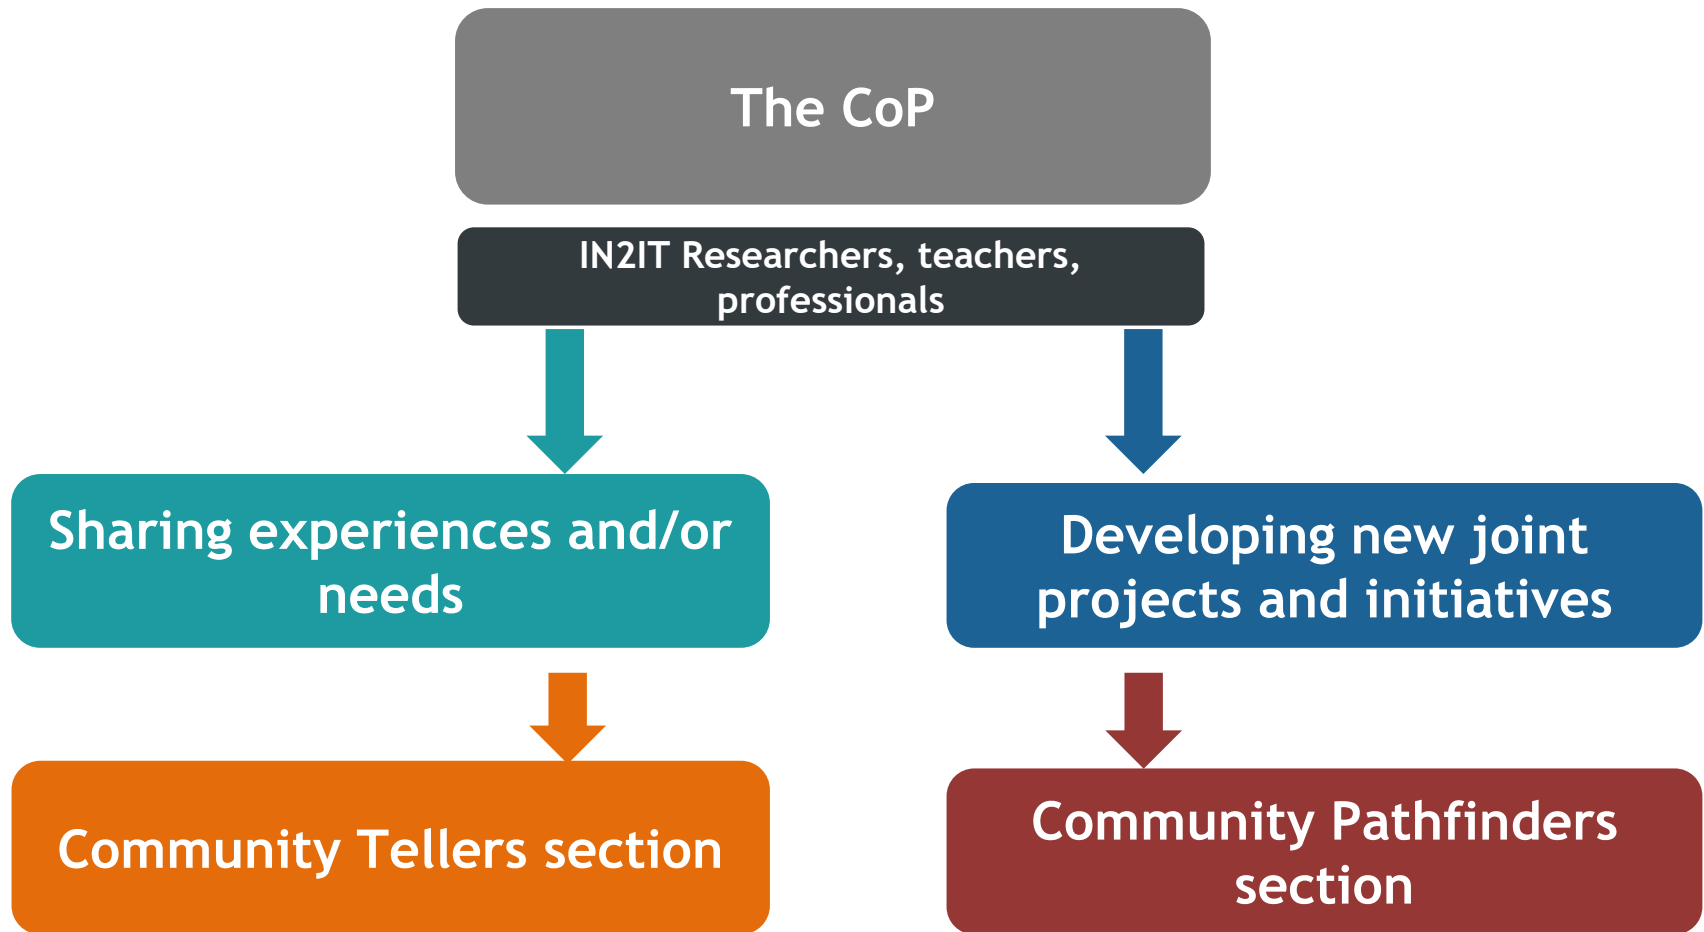 The CoP
IN2IT Researchers, teachers,
professionals
Sharing experiences and/or
needs
Developing new joint
projects and initiatives
Community Tellers section
Community Pathfinders
section